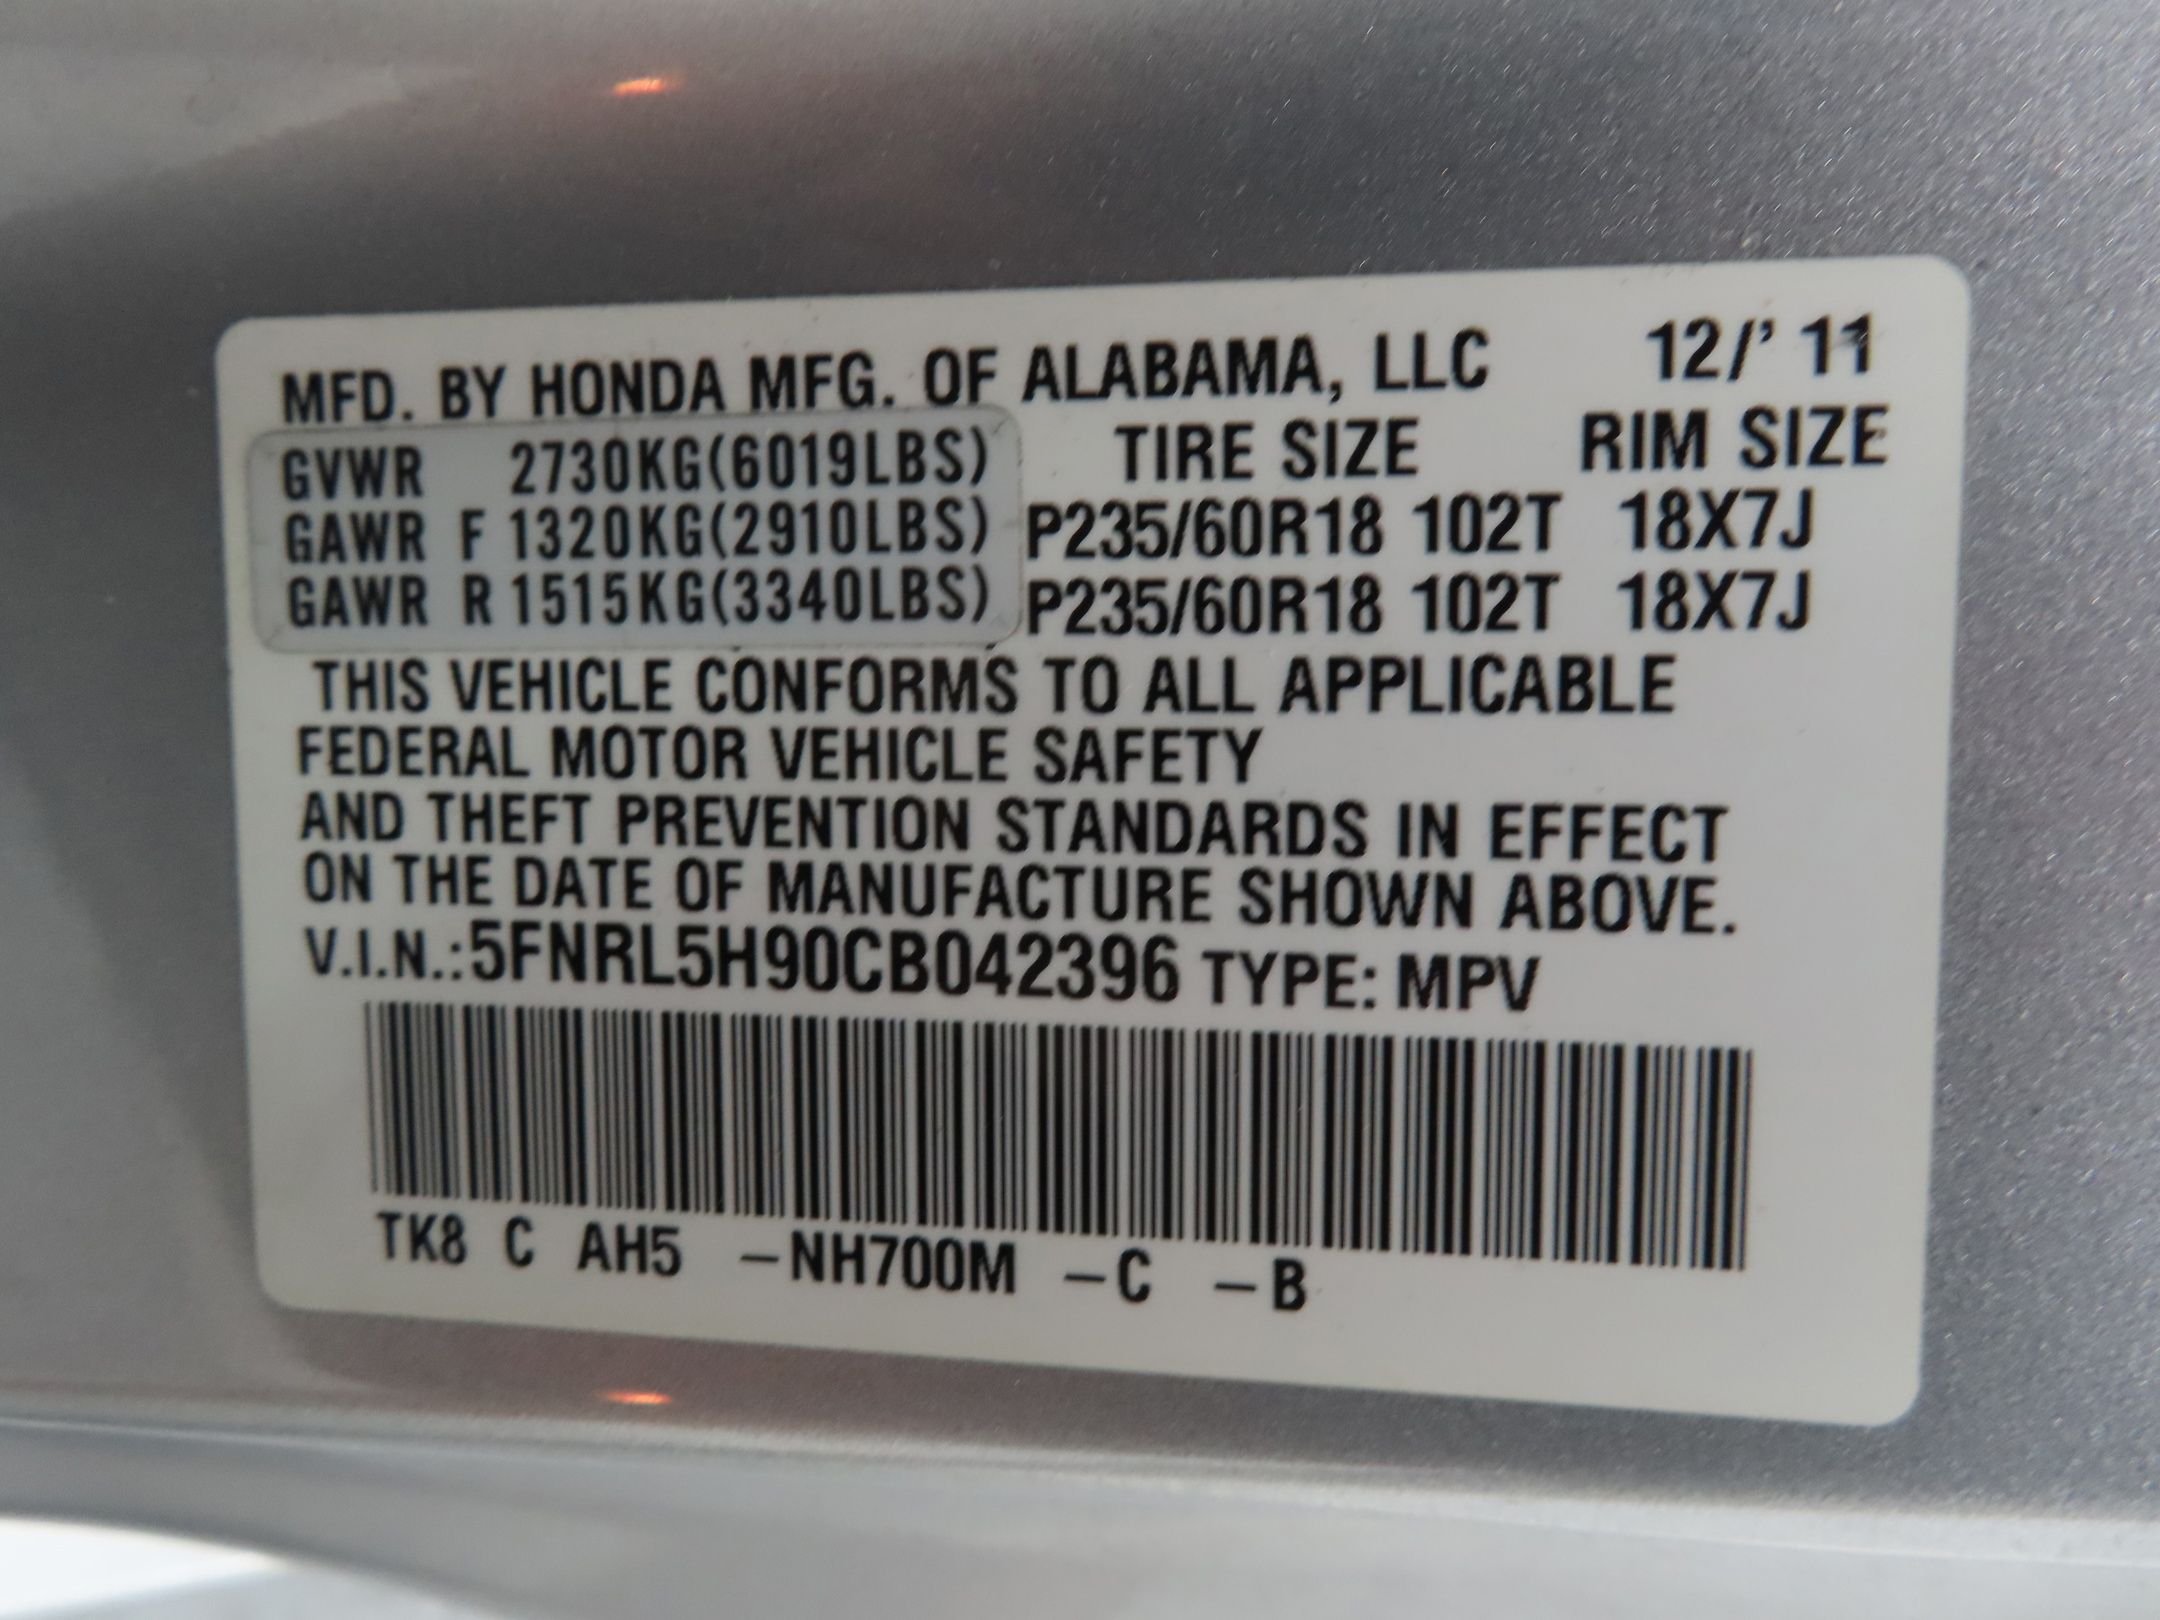 MFD. BY HONDA MFG. OF ALABAMA, LLC 12/' 11
GVWR 2730KG(6019LBS) TIRE SIZE RIM SIZE
GAWR F 1320KG(2910LBS) P235/60R18 102T 18X7J
GAWR R 1515KG(3340LBS) P235/60R18 102T 18X7J
THIS VEHICLE CONFORMS TO ALL APPLICABLE
FEDERAL MOTOR VEHICLE SAFETY
AND THEFT PREVENTION STANDARDS IN EFFECT
ON THE DATE OF MANUFACTURE SHOWN ABOVE.
V.I.N.:5FNRL5H90CB042396 TYPE: MPV
TK8 C AH5 –NH700M –C –B